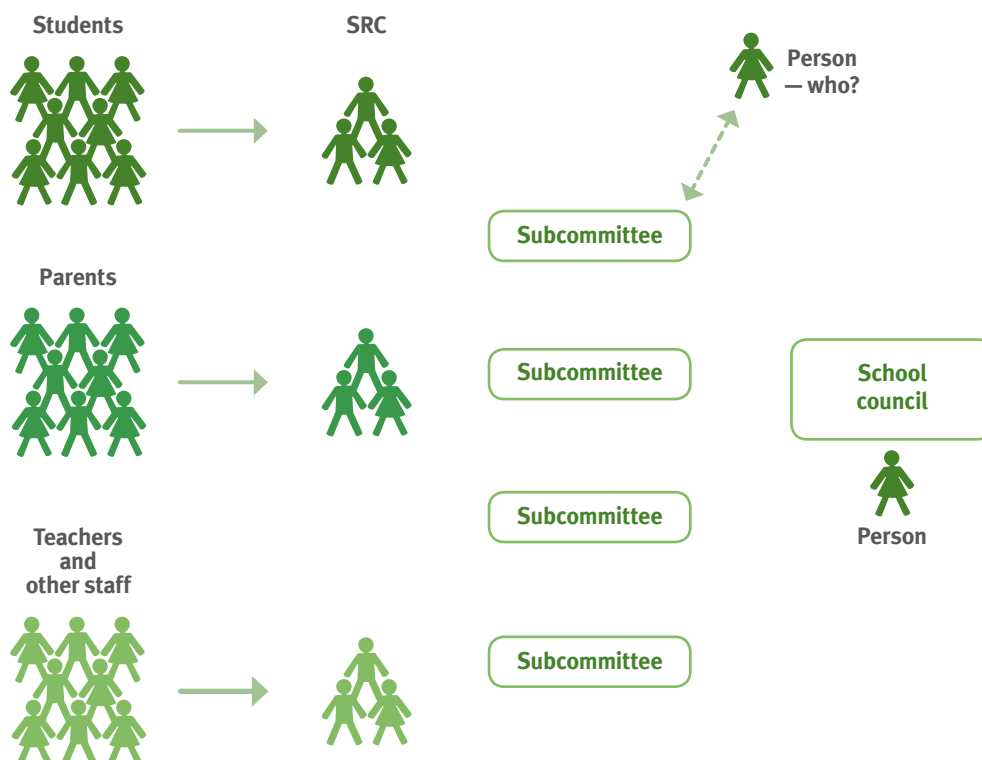 Students
SRC
Person
— who?
Subcommittee
Parents
Subcommittee
School
council
Subcommittee
Person
Teachers
and
other staff
Subcommittee